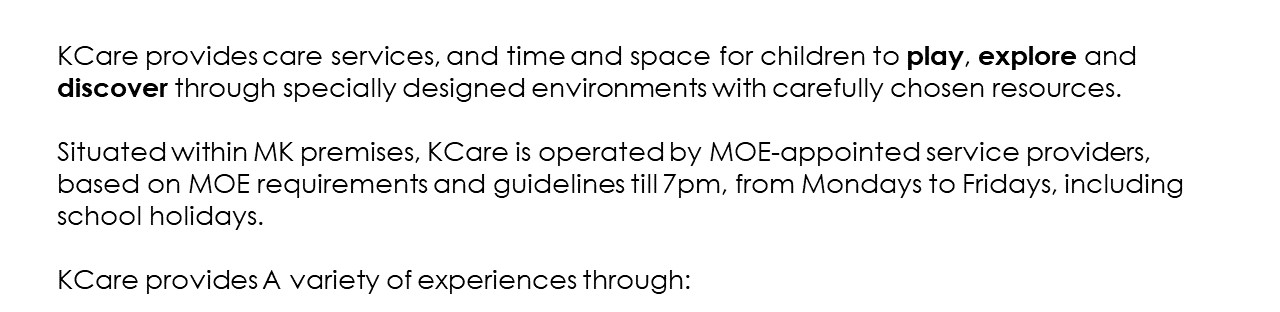 KCare provides care services, and time and space for children to play, explore and
discover through specially designed environments with carefully chosen resources.
Situated within MK premises, KCare is operated by MOE-appointed service providers,
based on MOE requirements and guidelines till 7pm, from Mondays to Fridays, including
school holidays.
KCare provides A variety of experiences through: